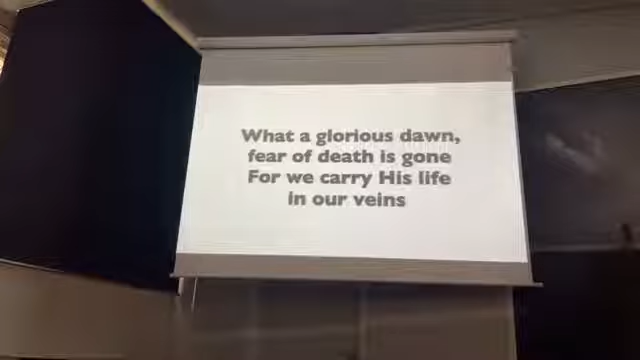 What a glorious dawn,
fear of death is gone
For we carry His life
in our veins